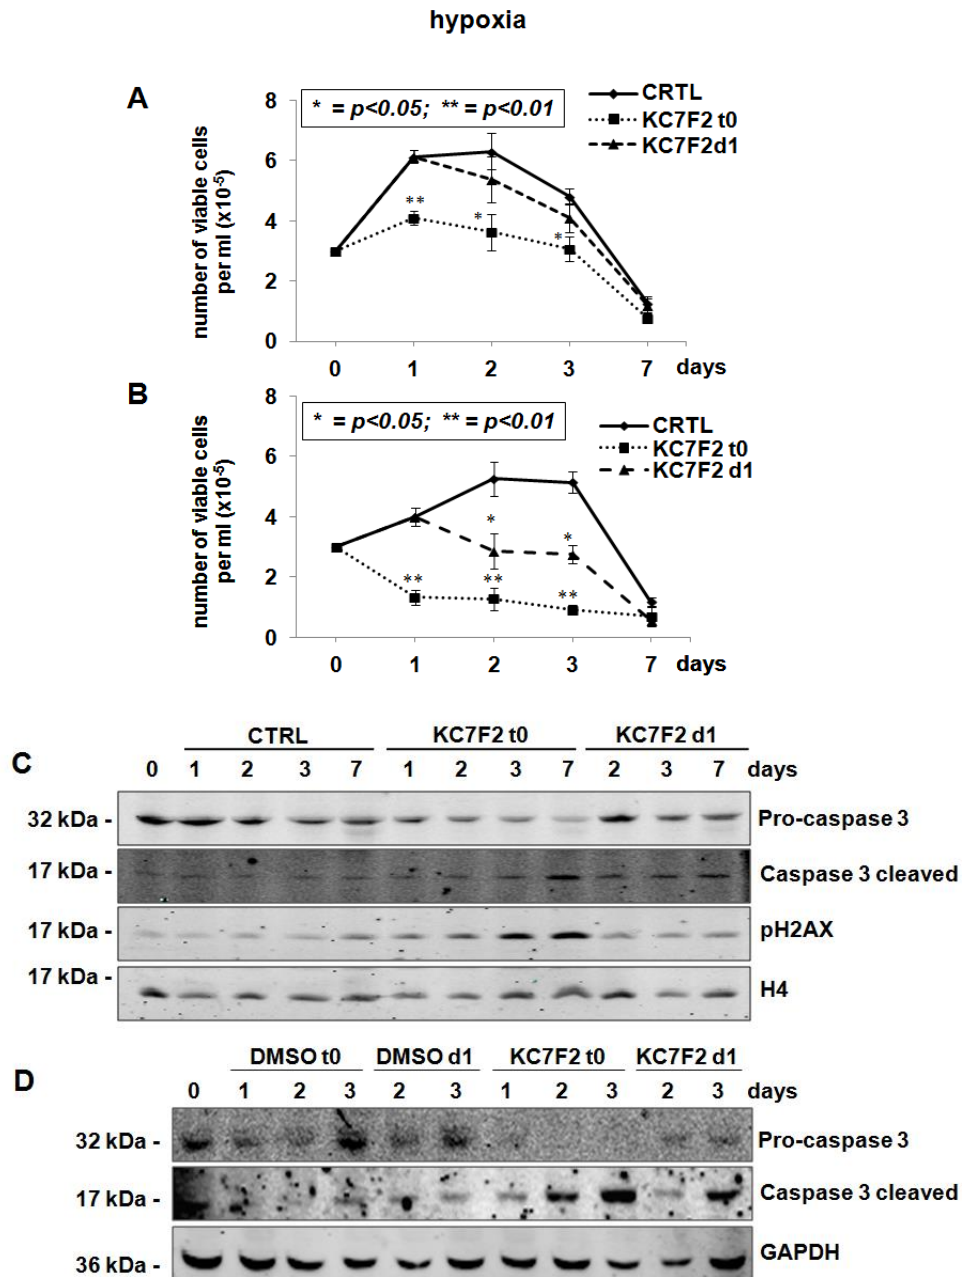 hypoxia
A
* = p<0.05; ** = p<0.01
CRTL
KC7F2 t0
KC7F2d1
number of viable cells
per ml (x10-5)
8
6
4
2
0
**
*
*
0 1 2 3 7 days
B
* = p<0.05; ** = p<0.01
CRTL
KC7F2 t0
KC7F2 d1
number of viable cells
per ml (x10-5)
8
6
4
2
0
*
*
**
**
**
0 1 2 3 7 days
C
CTRL KC7F2 t0 KC7F2 d1
0 1 2 3 7 1 2 3 7 2 3 7 days
32 kDa - Pro-caspase 3
17 kDa - Caspase 3 cleaved
17 kDa - pH2AX
17 kDa - H4
D
DMSO t0 DMSO d1 KC7F2 t0 KC7F2 d1
0 1 2 3 2 3 1 2 3 2 3 days
32 kDa - Pro-caspase 3
17 kDa - Caspase 3 cleaved
36 kDa - GAPDH